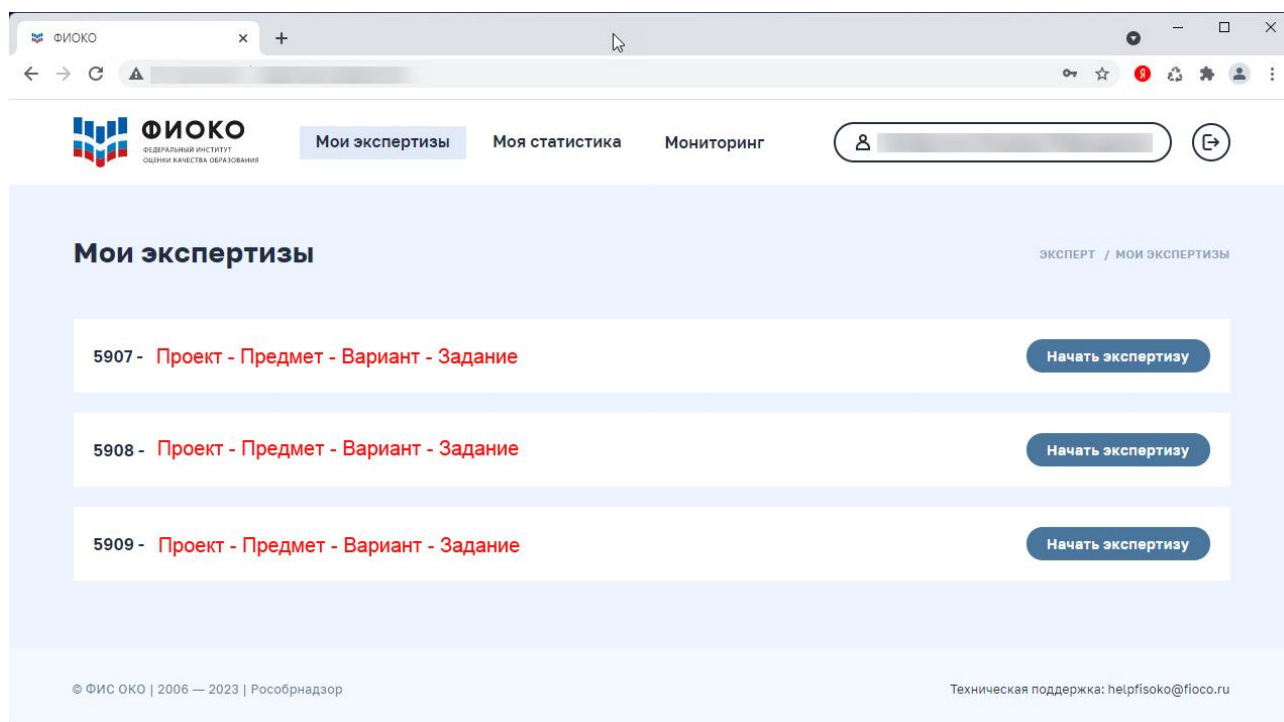 ФИОКО
ФИОКО
ФЕДЕРАЛЬНЫЙ ИНСТИТУТ
ОЦЕНКИ КАЧЕСТВА ОБРАЗОВАНИЯ
Мои экспертизы Моя статистика Мониторинг
Мои экспертизы
ЭКСПЕРТ / МОИ ЭКСПЕРТИЗЫ
5907 - Проект - Предмет - Вариант - Задание Начать экспертизу
5908 - Проект - Предмет - Вариант - Задание Начать экспертизу
5909 - Проект - Предмет - Вариант - Задание Начать экспертизу
© ФИС ОКО | 2006 — 2023 | Рособрнадзор Техническая поддержка: helpfisoko@fioco.ru